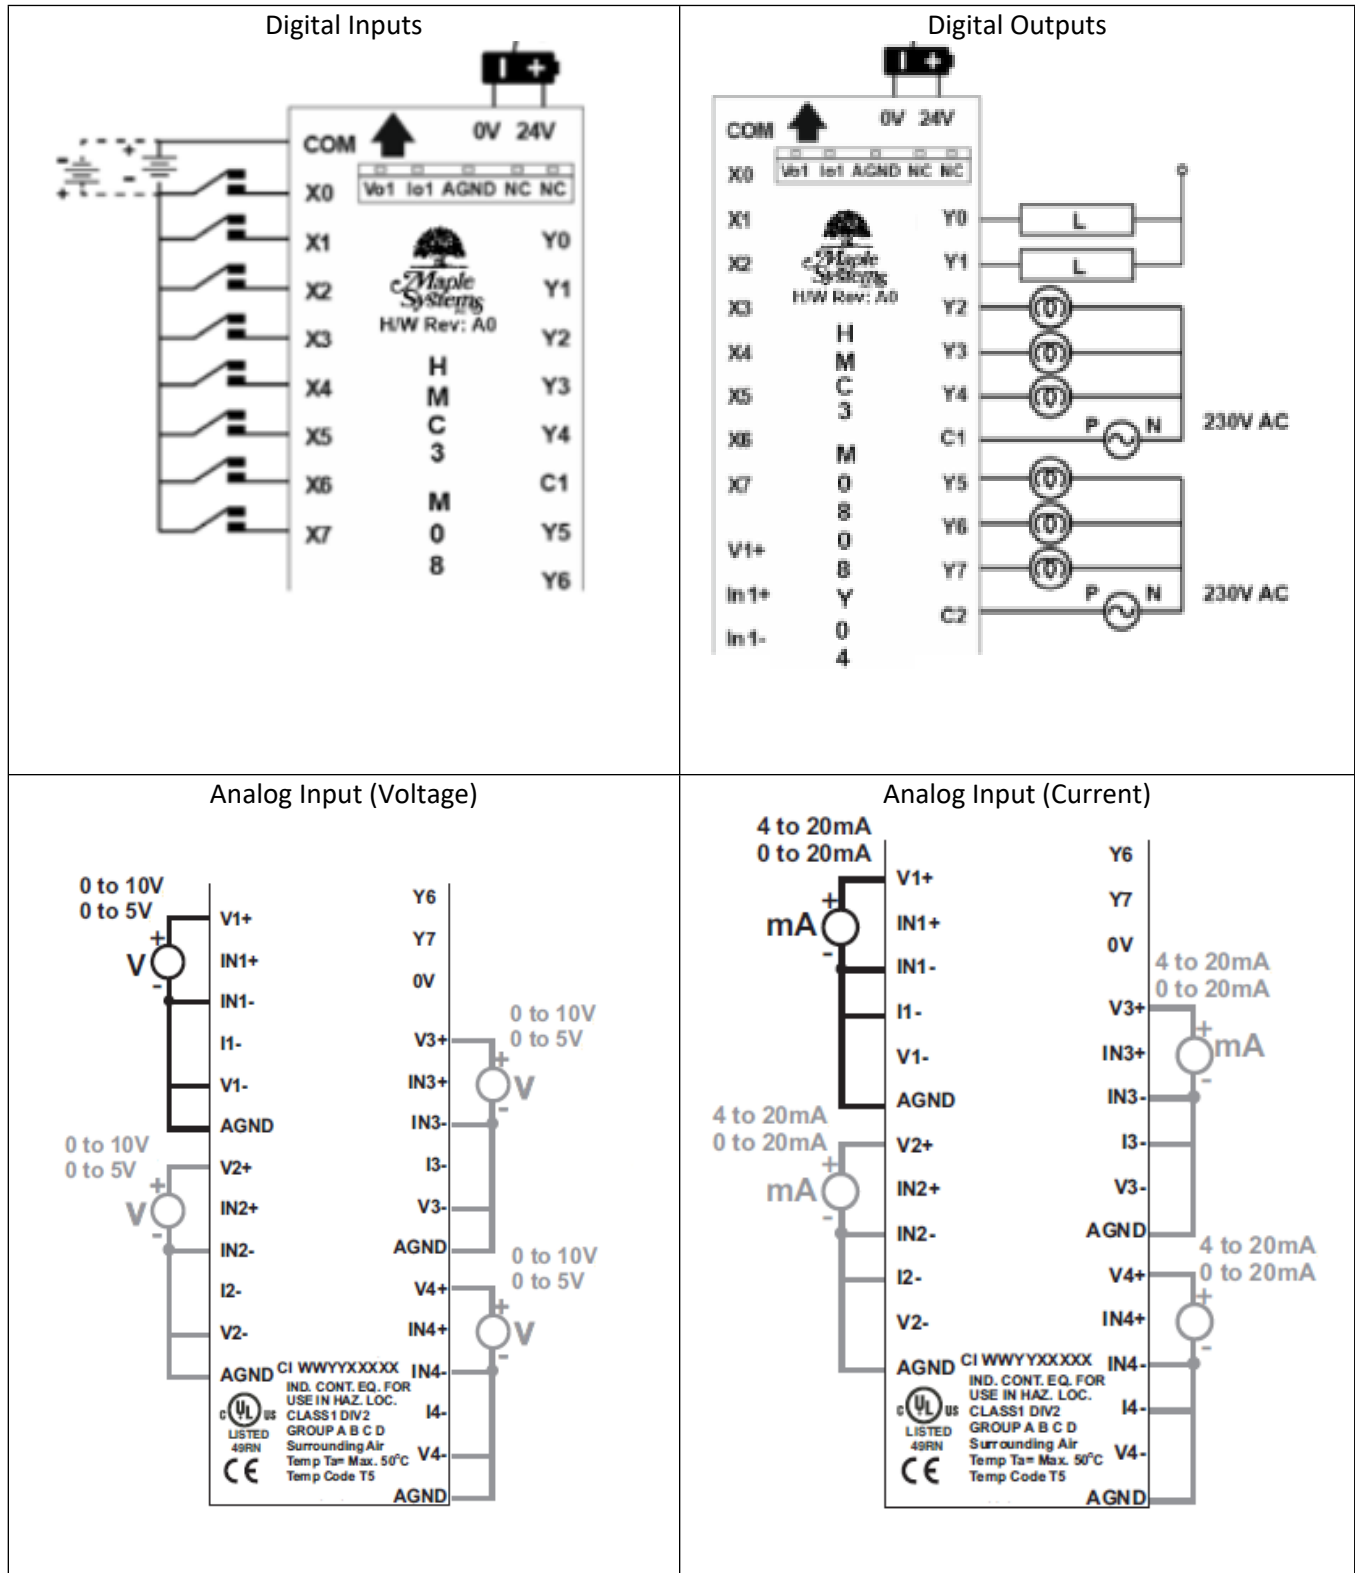 Digital Inputs
0V 24V
COM
Vo1 Io1 AGND NC NC
X0
X1
X2
X3
X4
X5
X6
X7
Maple
Systems
H/W Rev: A0
H
M
C
3
M
0
8
Y0
Y1
Y2
Y3
Y4
C1
Y5
Y6
Digital Outputs
0V 24V
COM
Vo1 Io1 AGND NC NC
X0
X1
X2
X3
X4
X5
X6
X7
V1+
In1+
In1-
Maple
Systems
H/W Rev: A0
H
M
C
3
M
0
8
0
8
Y
0
4
Y0
Y1
Y2
Y3
Y4
C1
Y5
Y6
Y7
C2
L
L
P N 230V AC
P N 230V AC
Analog Input (Voltage)
0 to 10V
0 to 5V
V
+
-
V1+
IN1+
IN1-
I1-
V1-
AGND
0 to 10V
0 to 5V
V
+
-
V2+
IN2+
IN2-
I2-
V2-
AGND
Y6
Y7
0V
V3+
IN3+
IN3-
I3-
V3-
AGND
0 to 10V
0 to 5V
+
V
-
V4+
IN4+
IN4-
I4-
V4-
AGND
0 to 10V
0 to 5V
+
V
-
CI WWYYXXXXX
IND. CONT. EQ. FOR
USE IN HAZ. LOC.
CLASS1 DIV2
GROUP A B C D
Surrounding Air
Temp Ta= Max. 50°C
Temp Code T5
C UL US
LISTED
49RN
CE
Analog Input (Current)
4 to 20mA
0 to 20mA
mA
+
-
V1+
IN1+
IN1-
I1-
V1-
AGND
4 to 20mA
0 to 20mA
mA
+
-
V2+
IN2+
IN2-
I2-
V2-
AGND
Y6
Y7
0V
V3+
IN3+
IN3-
I3-
V3-
AGND
4 to 20mA
0 to 20mA
+
mA
-
V4+
IN4+
IN4-
I4-
V4-
AGND
4 to 20mA
0 to 20mA
+
-
CI WWYYXXXXX
IND. CONT. EQ. FOR
USE IN HAZ. LOC.
CLASS1 DIV2
GROUP A B C D
Surrounding Air
Temp Ta= Max. 50°C
Temp Code T5
C UL US
LISTED
49RN
CE